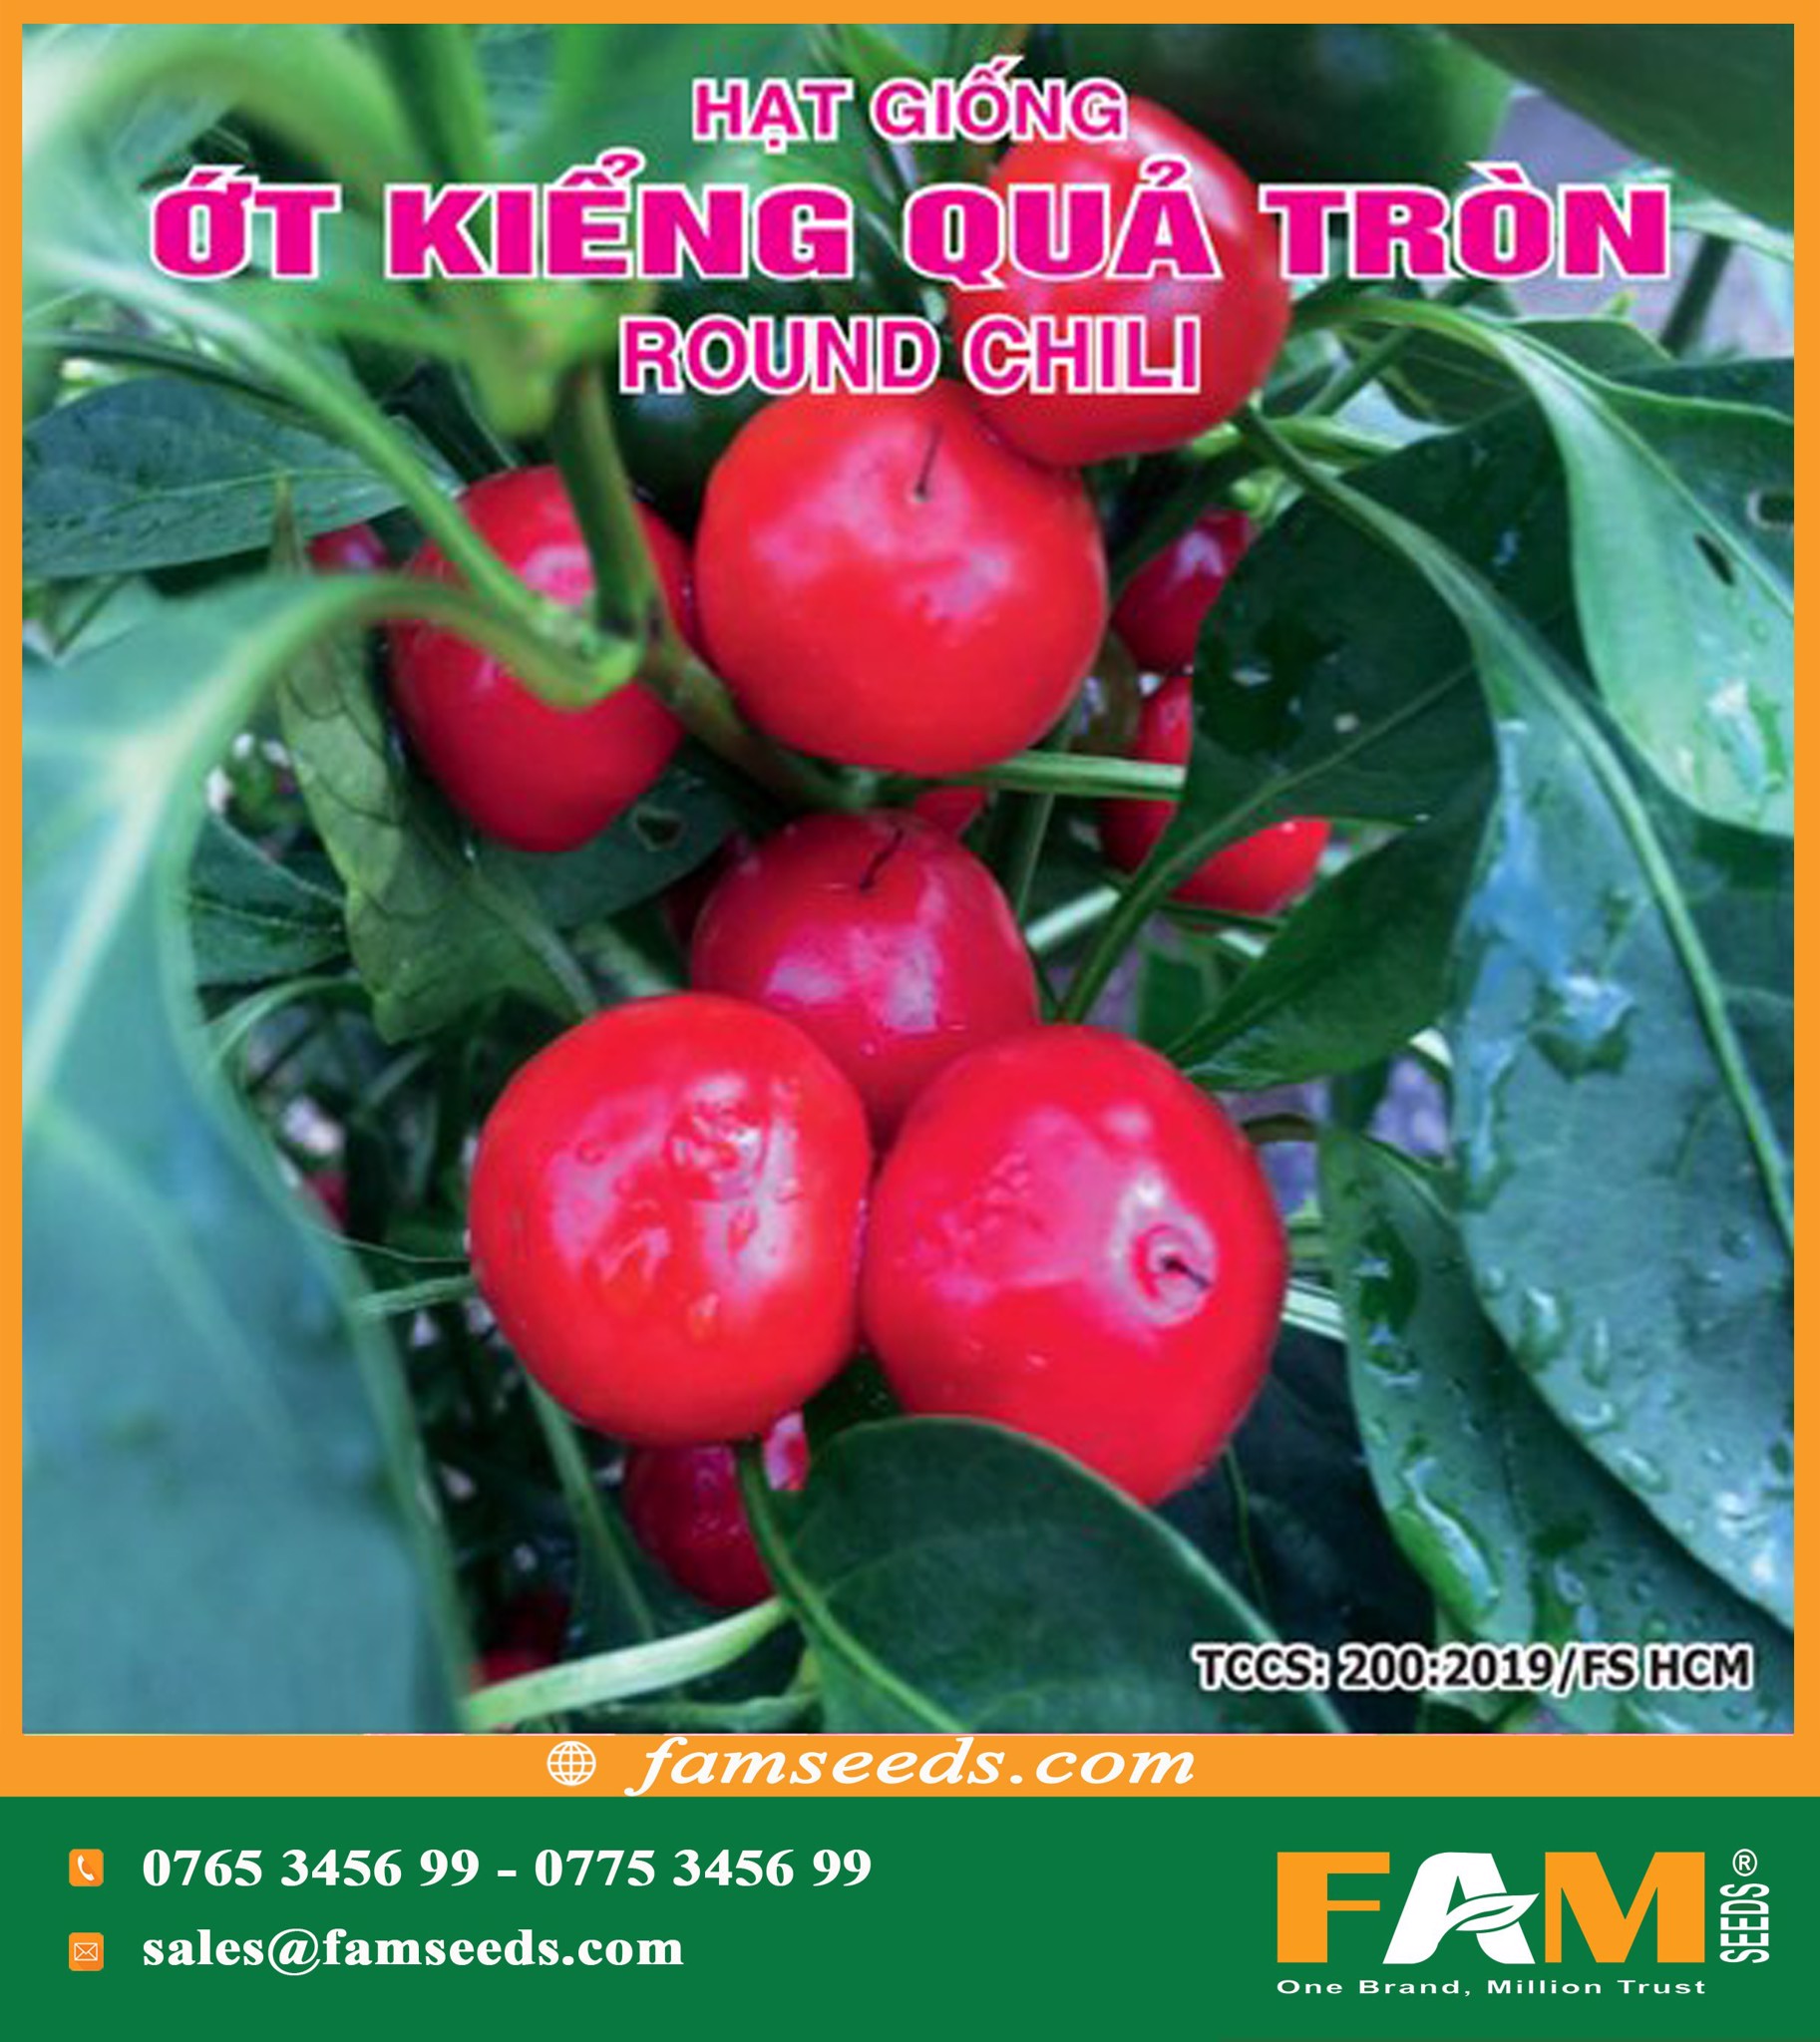 HẠT GIỐNG
ỚT KIỂNG QUẢ TRÒN
ROUND CHILI
TCCS: 200:2019/FS HCM
famseeds.com
0765 3456 99 - 0775 3456 99
sales@famseeds.com
FAM SEEDS®
One Brand, Million Trust